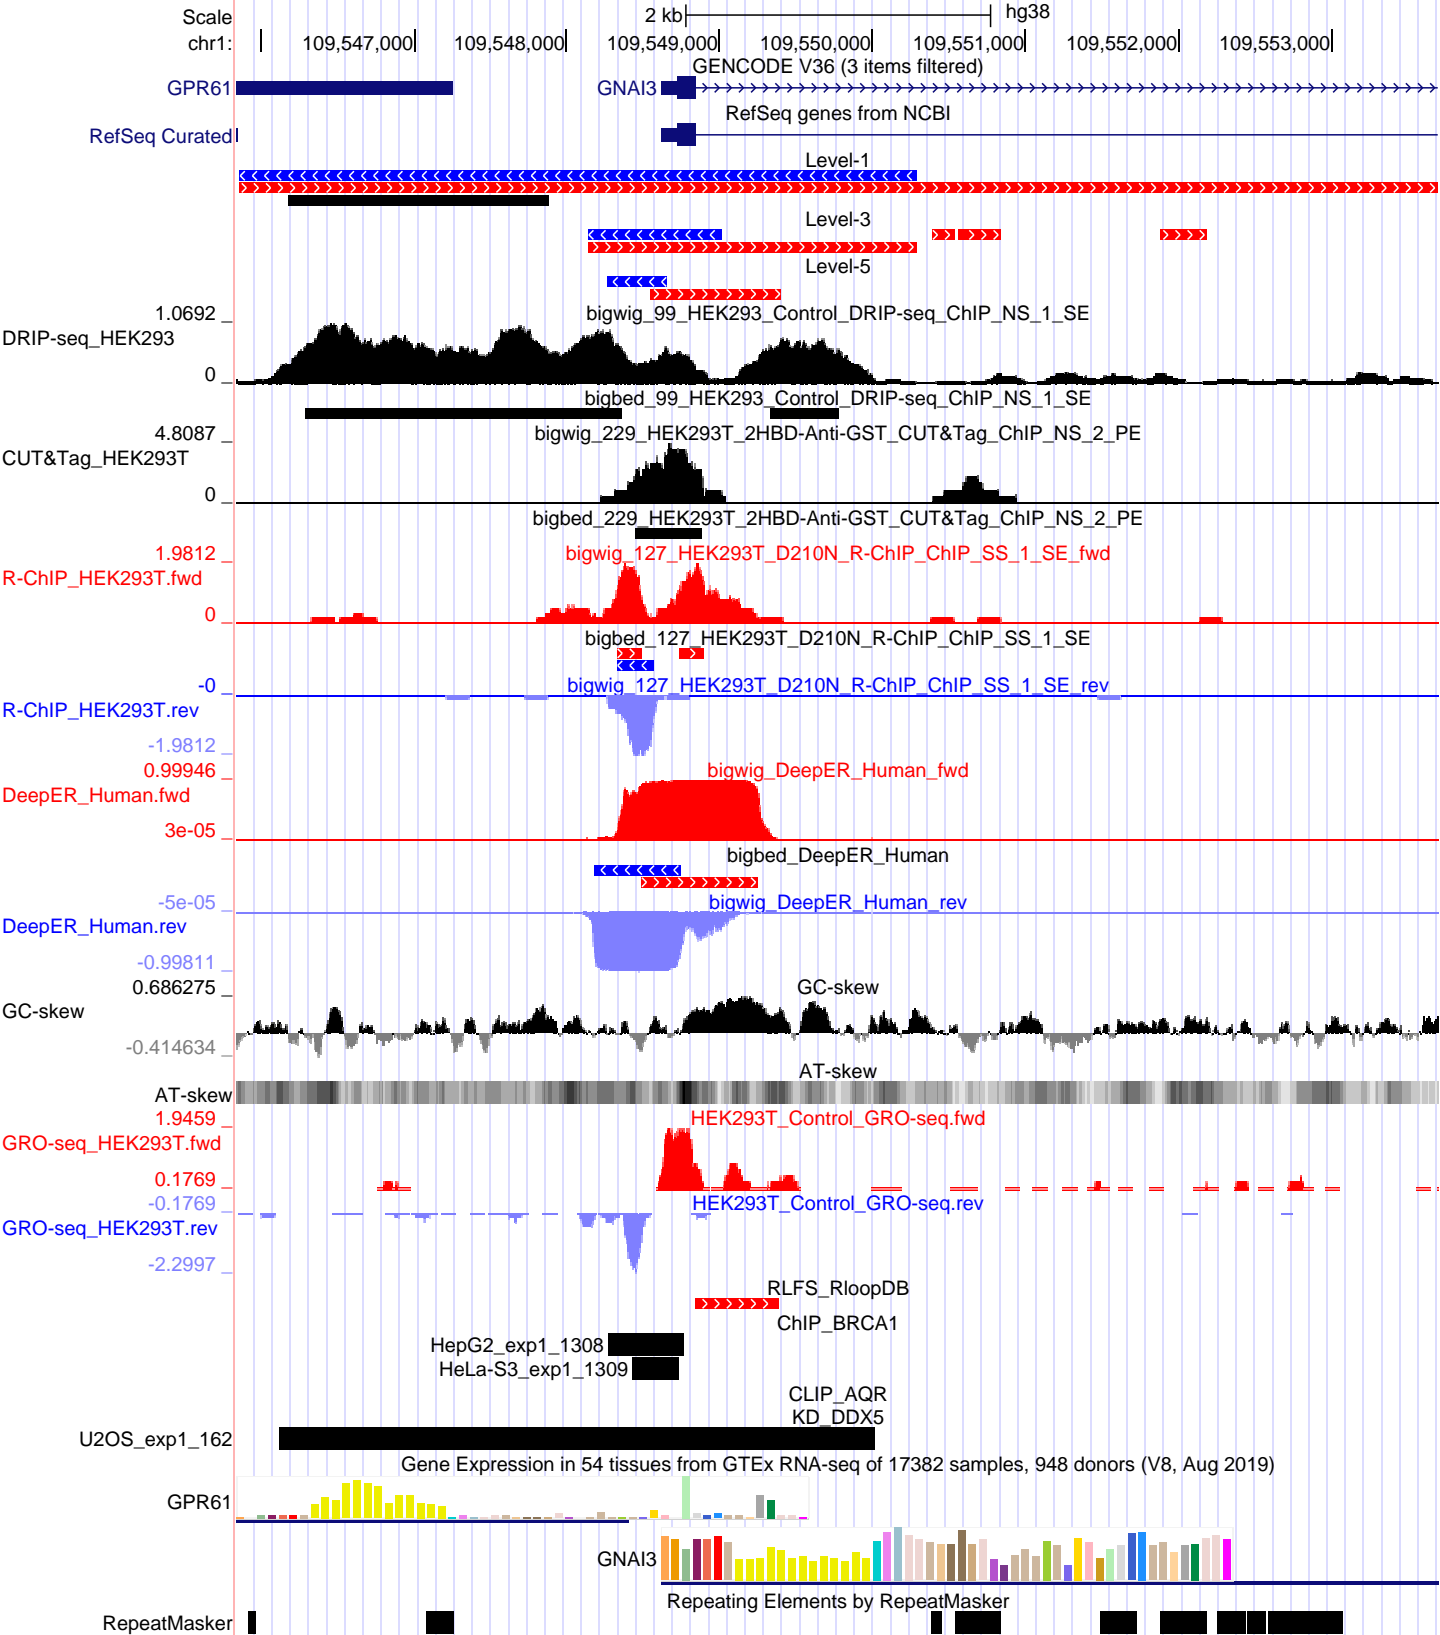 Scale 2 kb hg38
chr1: 109,547,000 109,548,000 109,549,000 109,550,000 109,551,000 109,552,000 109,553,000
GENCODE V36 (3 items filtered)
GPR61 GNAI3
RefSeq genes from NCBI
RefSeq Curated
Level-1
Level-3
Level-5
1.0692 bigwig_99_HEK293_Control_DRIP-seq_ChIP_NS_1_SE
DRIP-seq_HEK293
0
bigbed_99_HEK293_Control_DRIP-seq_ChIP_NS_1_SE
4.8087 bigwig_229_HEK293T_2HBD-Anti-GST_CUT&Tag_ChIP_NS_2_PE
CUT&Tag_HEK293T
0
bigbed_229_HEK293T_2HBD-Anti-GST_CUT&Tag_ChIP_NS_2_PE
1.9812 bigwig_127_HEK293T_D210N_R-ChIP_ChIP_SS_1_SE_fwd
R-ChIP_HEK293T.fwd
0
bigbed_127_HEK293T_D210N_R-ChIP_ChIP_SS_1_SE
-0 bigwig_127_HEK293T_D210N_R-ChIP_ChIP_SS_1_SE_rev
R-ChIP_HEK293T.rev
-1.9812
0.99946 bigwig_DeepER_Human_fwd
DeepER_Human.fwd
3e-05
bigbed_DeepER_Human
-5e-05 bigwig_DeepER_Human_rev
DeepER_Human.rev
-0.99811
0.686275 GC-skew
GC-skew
-0.414634
AT-skew
AT-skew
1.9459 HEK293T_Control_GRO-seq.fwd
GRO-seq_HEK293T.fwd
0.1769
-0.1769 HEK293T_Control_GRO-seq.rev
GRO-seq_HEK293T.rev
-2.2997
RLFS_RloopDB
ChIP_BRCA1
HepG2_exp1_1308
HeLa-S3_exp1_1309
CLIP_AQR
KD_DDX5
U2OS_exp1_162
Gene Expression in 54 tissues from GTEx RNA-seq of 17382 samples, 948 donors (V8, Aug 2019)
GPR61
GNAI3
Repeating Elements by RepeatMasker
RepeatMasker